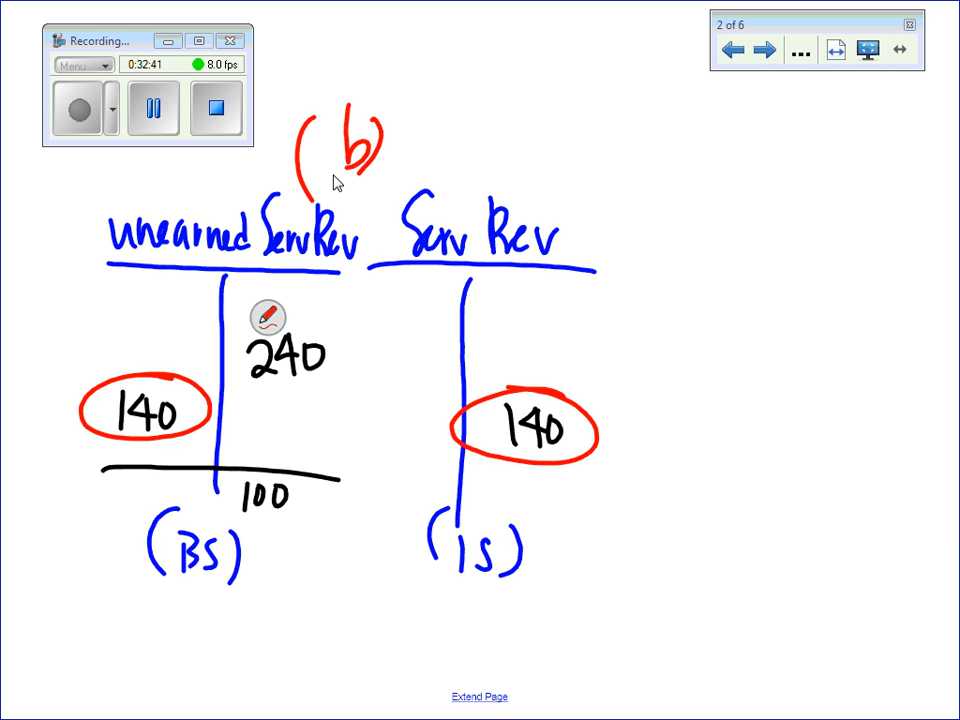 Recording...
2 of 6
Menu
0:32:41
8.0 fps
...
(b)
unearned Serv Rev
Serv Rev
240
140
140
100
(BS)
(IS)
Extend Page